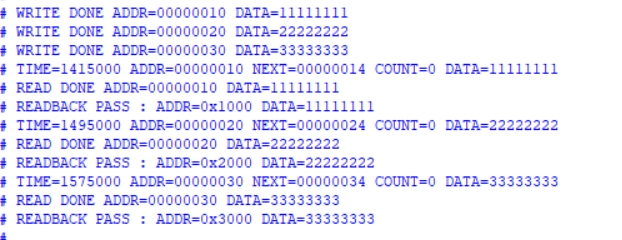 # WRITE DONE ADDR=00000010 DATA=11111111
# WRITE DONE ADDR=00000020 DATA=22222222
# WRITE DONE ADDR=00000030 DATA=33333333
# TIME=1415000 ADDR=00000010 NEXT=00000014 COUNT=0 DATA=11111111
# READ DONE ADDR=00000010 DATA=11111111
# READBACK PASS : ADDR=0x1000 DATA=11111111
# TIME=1495000 ADDR=00000020 NEXT=00000024 COUNT=0 DATA=22222222
# READ DONE ADDR=00000020 DATA=22222222
# READBACK PASS : ADDR=0x2000 DATA=22222222
# TIME=1575000 ADDR=00000030 NEXT=00000034 COUNT=0 DATA=33333333
# READ DONE ADDR=00000030 DATA=33333333
# READBACK PASS : ADDR=0x3000 DATA=33333333
#